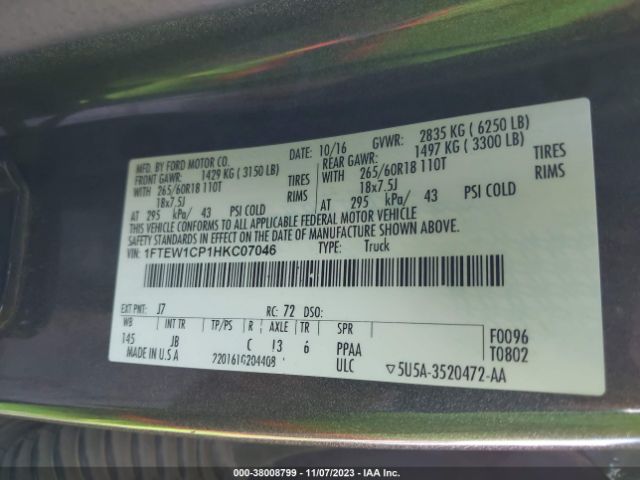 MFD. BY FORD MOTOR CO.
DATE: 10/16
GVWR: 2835 KG ( 6250 LB)
FRONT GAWR: 1429 KG ( 3150 LB)
REAR GAWR: 1497 KG ( 3300 LB)
WITH 265/60R18 110T TIRES
WITH 265/60R18 110T TIRES
18x7.5J RIMS
18x7.5J RIMS
AT 295 kPa/ 43 PSI COLD
AT 295 kPa/ 43 PSI COLD
THIS VEHICLE CONFORMS TO ALL APPLICABLE FEDERAL MOTOR VEHICLE
SAFETY STANDARDS IN EFFECT ON THE DATE OF MANUFACTURE SHOWN ABOVE.
VIN: 1FTEW1CP1HKC07046
TYPE: Truck
EXT PNT: J7 RC: 72 DSO:
WB INT TR TP/PS R AXLE TR SPR
145 JB C 13 6 PPAA
F0096
T0802
MADE IN U.S.A
ULC
▽5U5A-3520472-AA
000-38008799 - 11/07/2023 - IAA Inc.